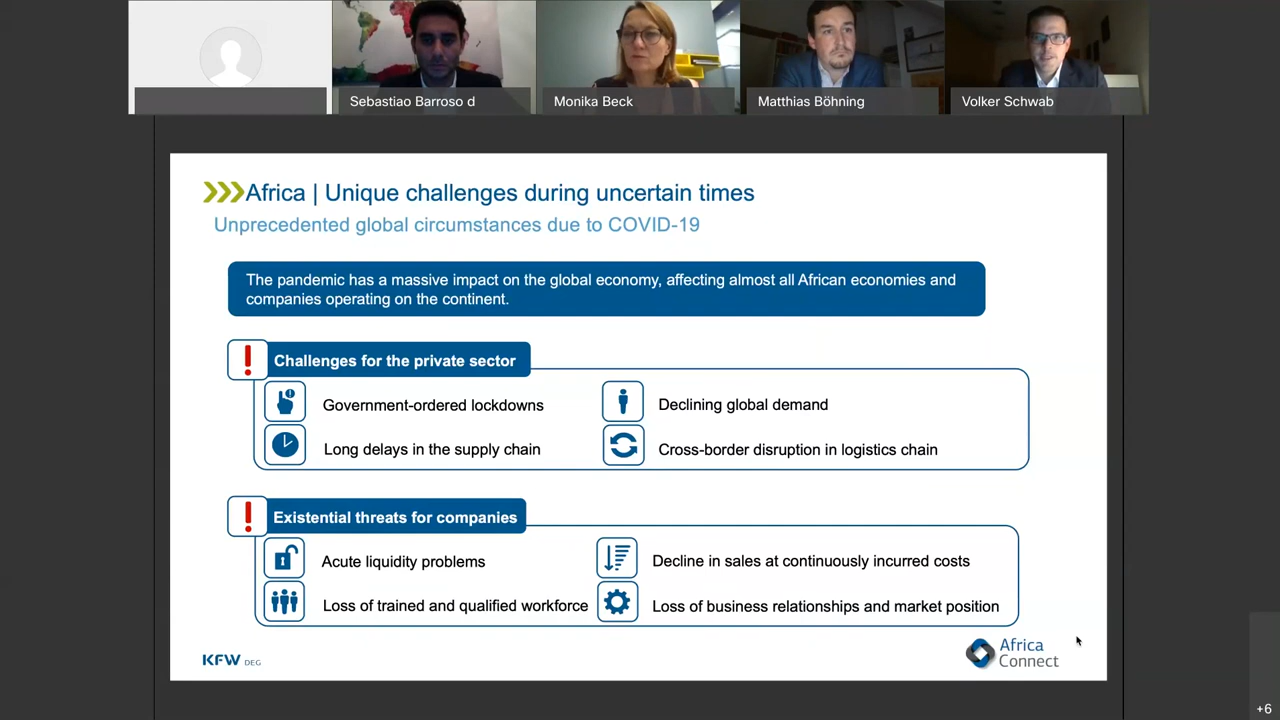 Sebastiao Barroso d
Monika Beck
Matthias Böhning
Volker Schwab
Africa | Unique challenges during uncertain times
Unprecedented global circumstances due to COVID-19
The pandemic has a massive impact on the global economy, affecting almost all African economies and
companies operating on the continent.
Challenges for the private sector
Government-ordered lockdowns
Declining global demand
Long delays in the supply chain
Cross-border disruption in logistics chain
Existential threats for companies
Acute liquidity problems
Decline in sales at continuously incurred costs
Loss of trained and qualified workforce
Loss of business relationships and market position
KFW DEG
Africa
Connect
+6